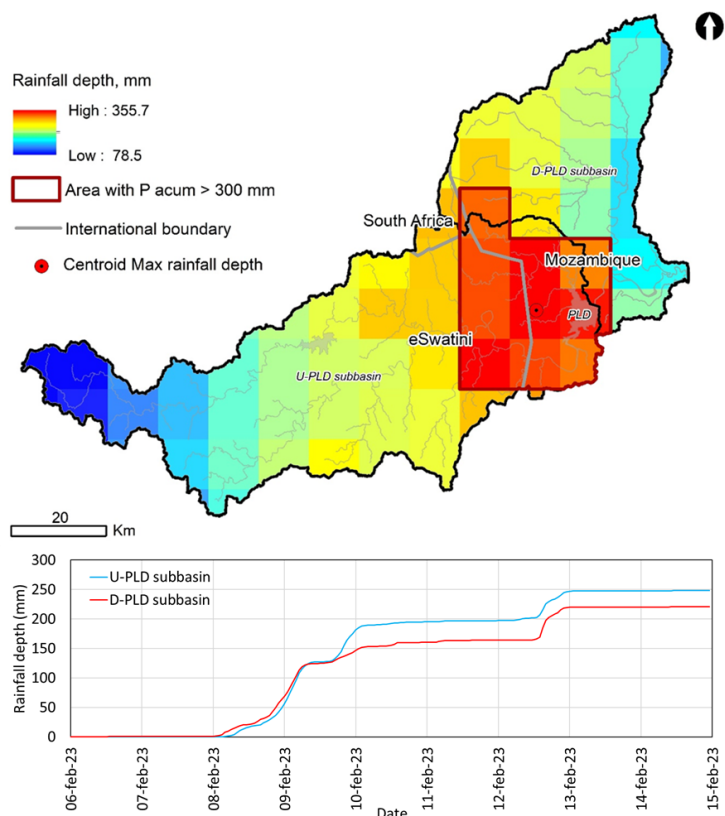 Rainfall depth, mm
High : 355.7
Low : 78.5
Area with P acum > 300 mm
International boundary
Centroid Max rainfall depth
D-PLD subbasin
South Africa
Mozambique
PLD
eSwatini
U-PLD subbasin
20
Km
300
250
200
150
100
50
0
Rainfall depth (mm)
U-PLD subbasin
D-PLD subbasin
06-feb-23
07-feb-23
08-feb-23
09-feb-23
10-feb-23
11-feb-23
12-feb-23
13-feb-23
14-feb-23
15-feb-23
Date